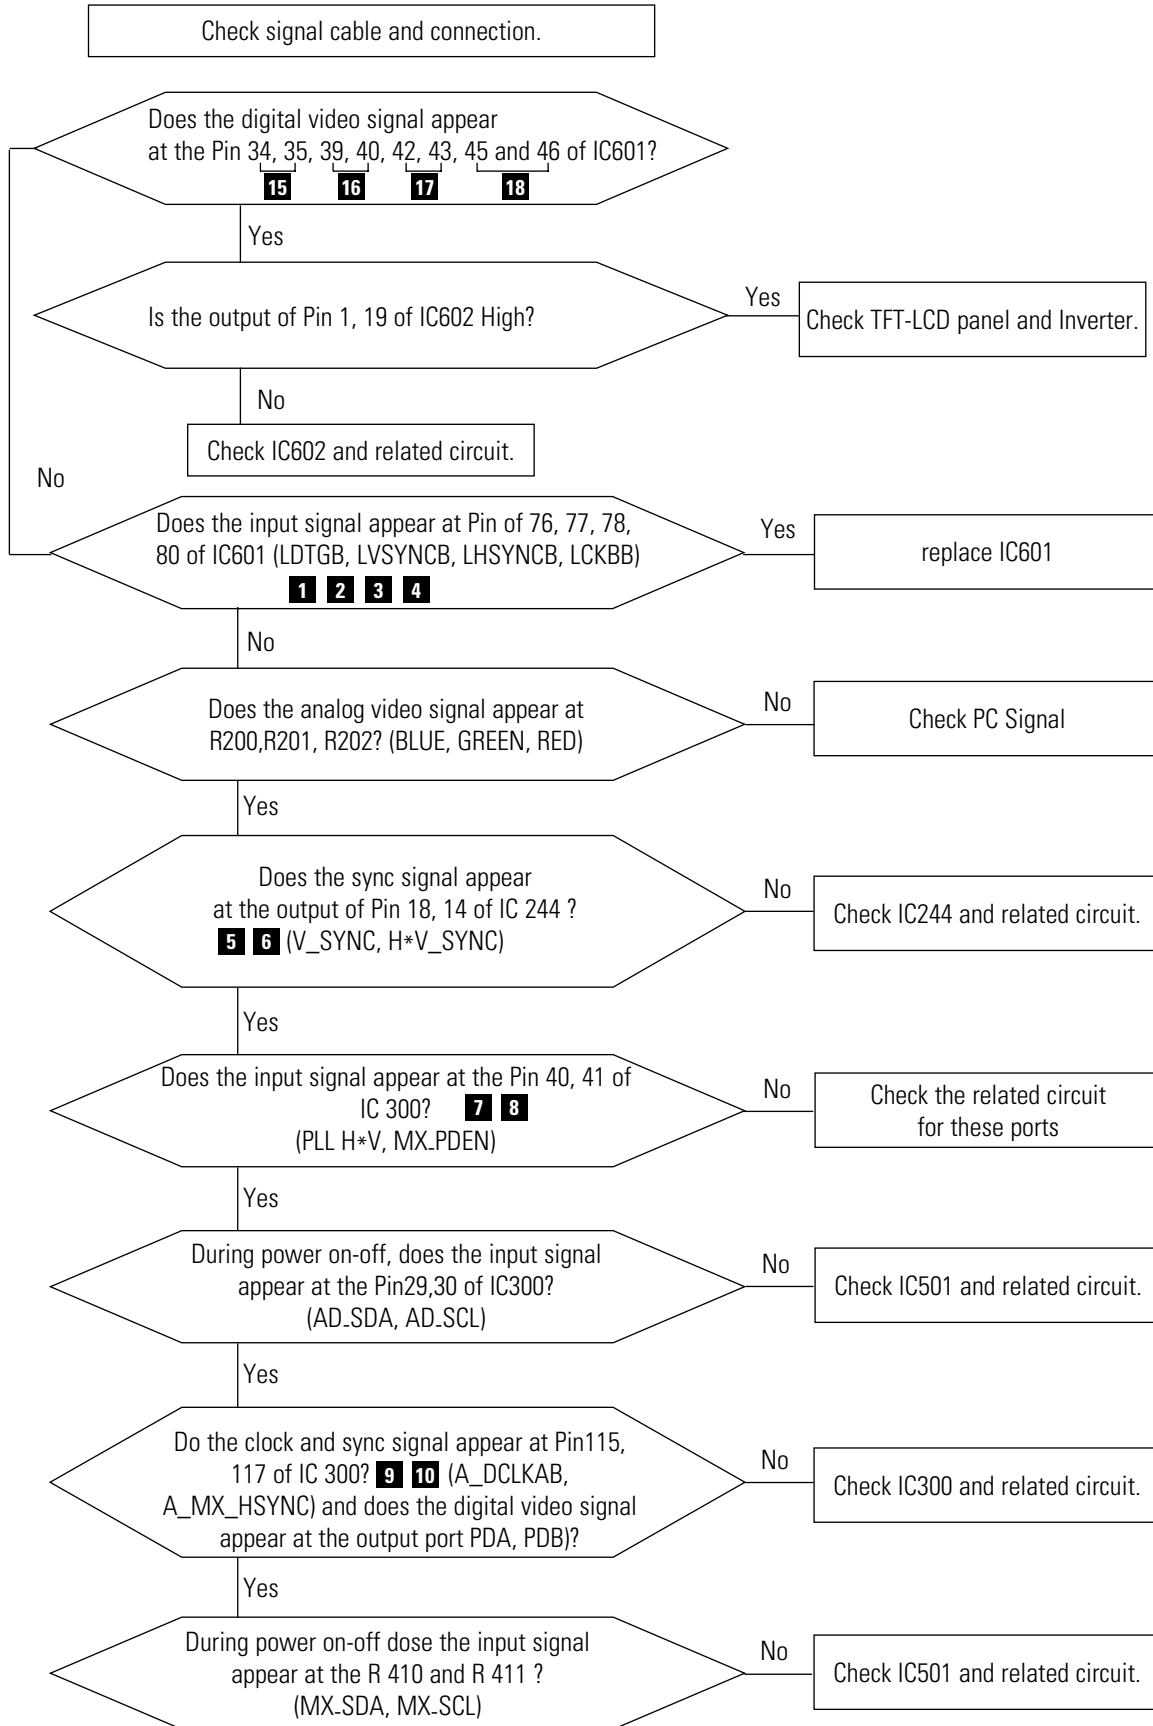 Check signal cable and connection.
Does the digital video signal appear
at the Pin 34, 35, 39, 40, 42, 43, 45 and 46 of IC601?
15 16 17 18
Yes
Is the output of Pin 1, 19 of IC602 High?
Yes
Check TFT-LCD panel and Inverter.
No
Check IC602 and related circuit.
No
Does the input signal appear at Pin of 76, 77, 78,
80 of IC601 (LDTGB, LVSYNCB, LHSYNCB, LCKBB)
1 2 3 4
Yes
replace IC601
No
Does the analog video signal appear at
R200,R201, R202? (BLUE, GREEN, RED)
No
Check PC Signal
Yes
Does the sync signal appear
at the output of Pin 18, 14 of IC 244 ?
5 6 (V_SYNC, H*V_SYNC)
No
Check IC244 and related circuit.
Yes
Does the input signal appear at the Pin 40, 41 of
IC 300? 7 8
(PLL H*V, MX_PDEN)
No
Check the related circuit
for these ports
Yes
During power on-off, does the input signal
appear at the Pin29,30 of IC300?
(AD_SDA, AD_SCL)
No
Check IC501 and related circuit.
Yes
Do the clock and sync signal appear at Pin115,
117 of IC 300? 9 10 (A_DCLKAB,
A_MX_HSYNC) and does the digital video signal
appear at the output port PDA, PDB)?
No
Check IC300 and related circuit.
Yes
During power on-off dose the input signal
appear at the R 410 and R 411 ?
(MX_SDA, MX_SCL)
No
Check IC501 and related circuit.